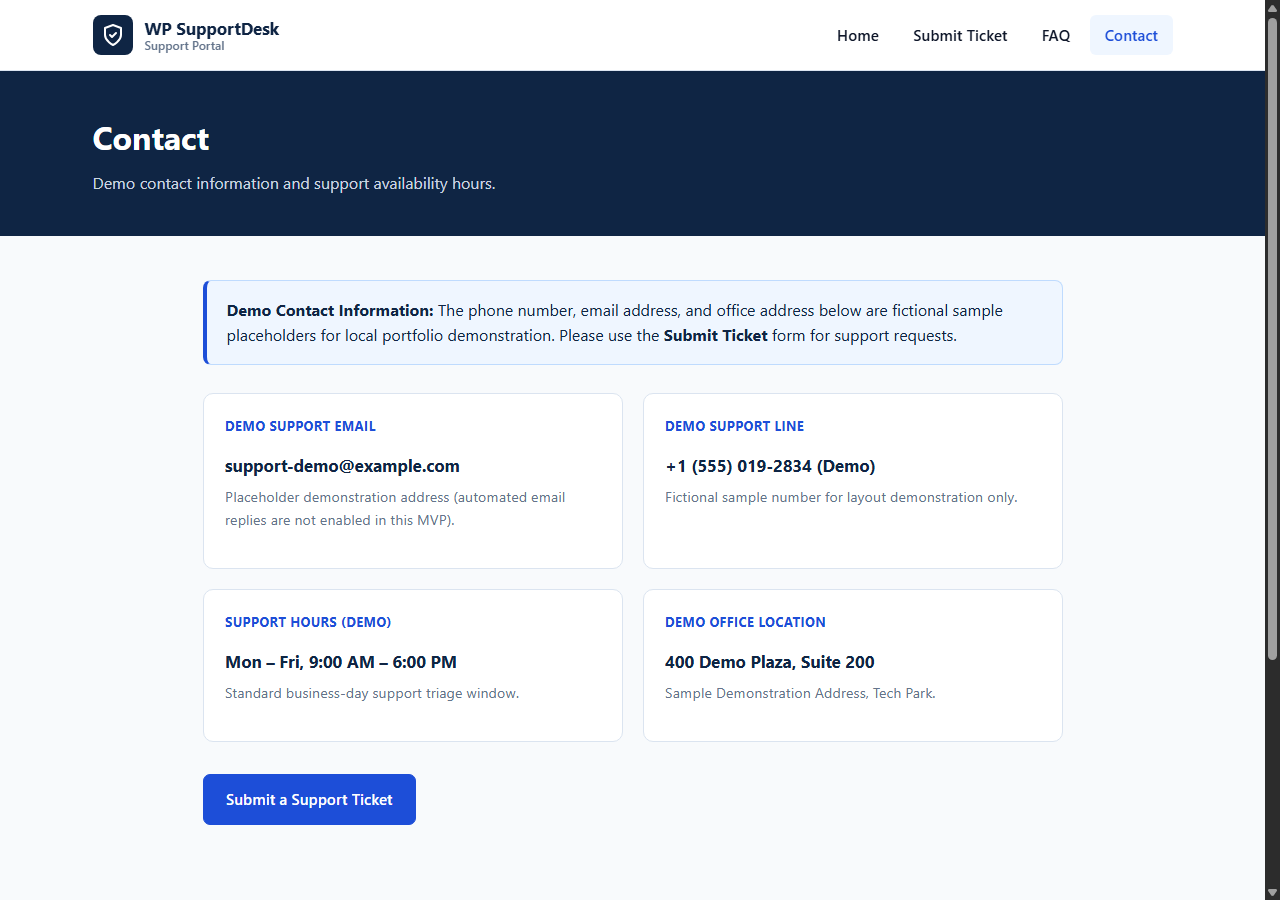 WP SupportDesk
Support Portal
Home Submit Ticket FAQ Contact
Contact
Demo contact information and support availability hours.
Demo Contact Information: The phone number, email address, and office address below are fictional sample
placeholders for local portfolio demonstration. Please use the Submit Ticket form for support requests.
DEMO SUPPORT EMAIL
support-demo@example.com
Placeholder demonstration address (automated email
replies are not enabled in this MVP).
DEMO SUPPORT LINE
+1 (555) 019-2834 (Demo)
Fictional sample number for layout demonstration only.
SUPPORT HOURS (DEMO)
Mon – Fri, 9:00 AM – 6:00 PM
Standard business-day support triage window.
DEMO OFFICE LOCATION
400 Demo Plaza, Suite 200
Sample Demonstration Address, Tech Park.
Submit a Support Ticket